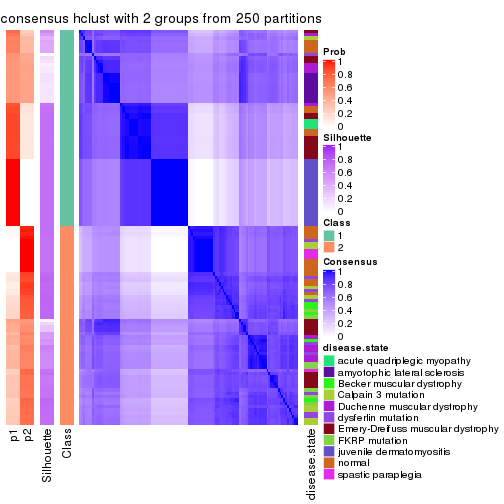 consensus hclust with 2 groups from 250 partitions
Prob
1
0.8
0.6
0.4
0.2
0
Silhouette
1
0.8
0.6
0.4
0.2
0
Class
1
2
Consensus
1
0.8
0.6
0.4
0.2
0
disease.state
acute quadriplegic myopathy
amyotophic lateral sclerosis
Becker muscular dystrophy
Calpain 3 mutation
Duchenne muscular dystrophy
dysferlin mutation
Emery-Dreifuss muscular dystrophy
FKRP mutation
juvenile dermatomyositis
normal
spastic paraplegia
p1
p2
Silhouette
Class
disease.state